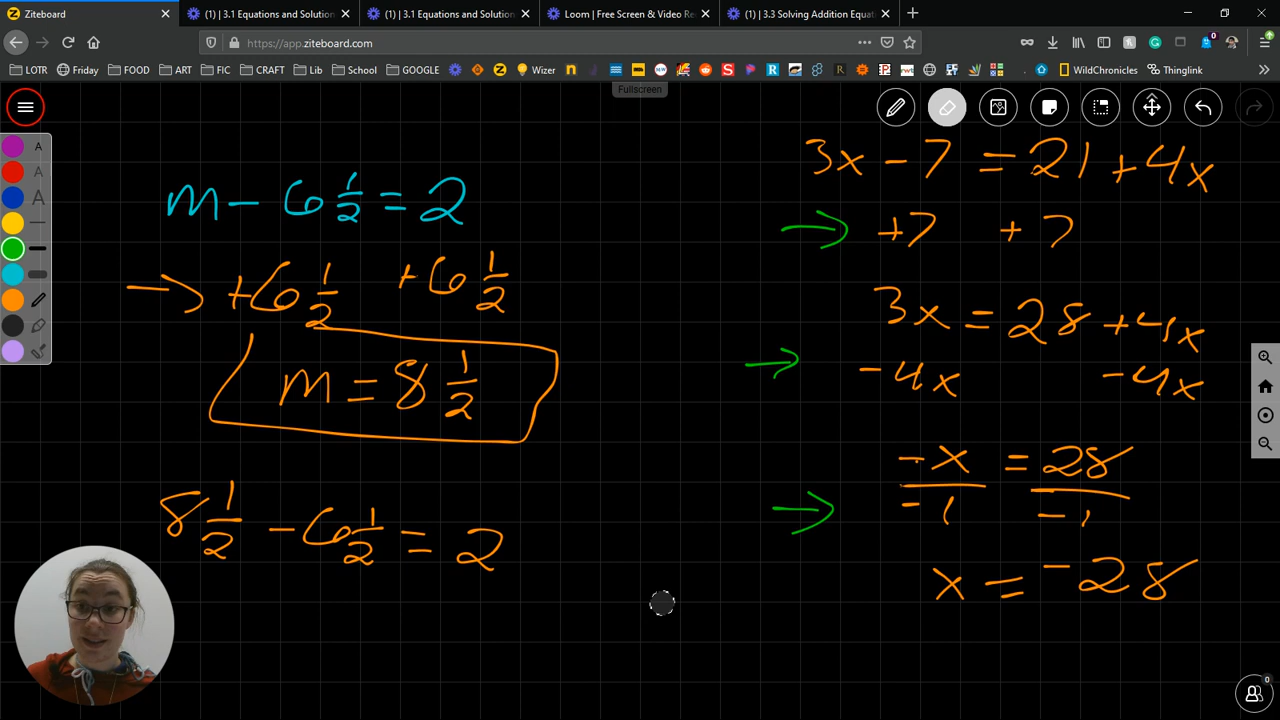 Ziteboard
(1) | 3.1 Equations and Solution
(1) | 3.1 Equations and Solution
Loom | Free Screen & Video Re
(1) | 3.3 Solving Addition Equat
https://app.ziteboard.com
LOTR Friday FOOD ART FIC CRAFT Lib School GOOGLE Wizer WildChronicles Thinglink
Fullscreen
m - 6 1/2 = 2
+6 1/2 +6 1/2
m = 8 1/2
8 1/2 - 6 1/2 = 2
3x - 7 = 21 + 4x
+7 +7
3x = 28 + 4x
-4x -4x
-x = 28
-1 -1
x = -28